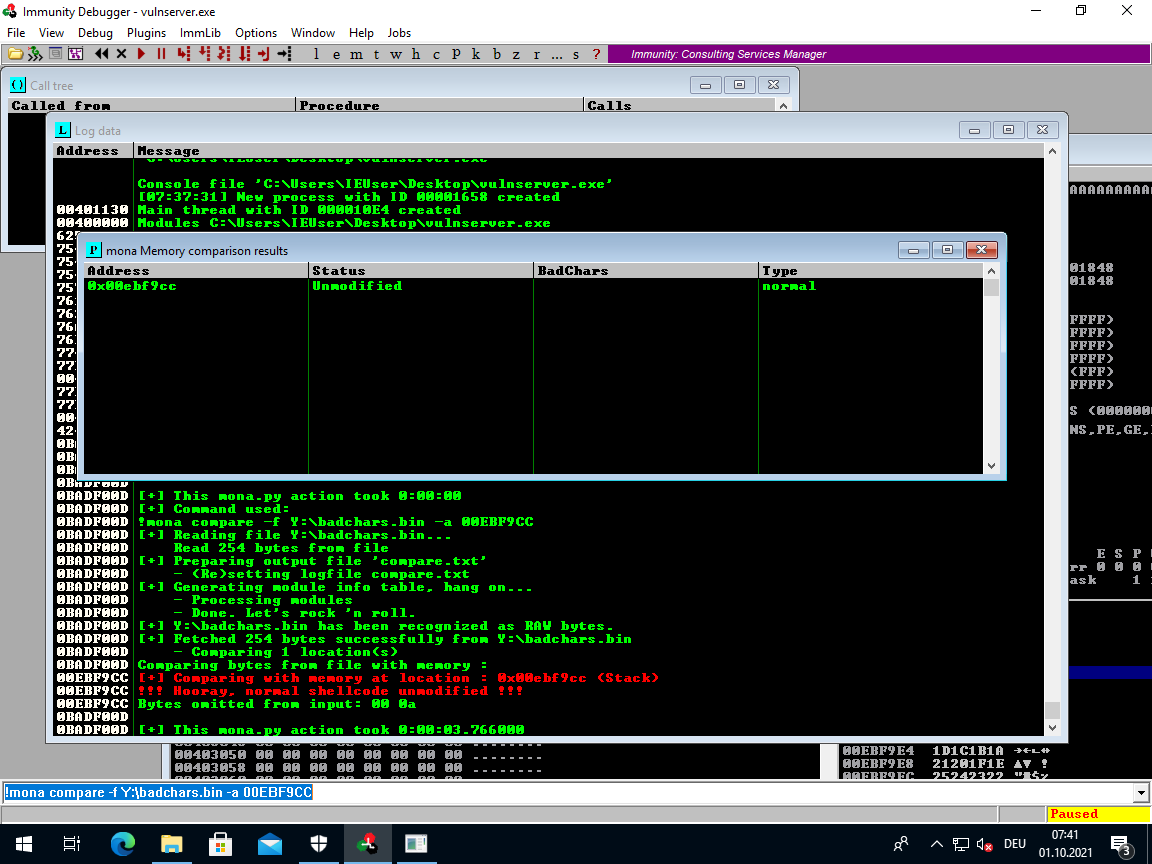 Immunity Debugger - vulnserver.exe
File View Debug Plugins ImmLib Options Window Help Jobs
l e m t w h c P k b z r ... s ?
Immunity: Consulting Services Manager
Call tree
Called from Procedure Calls
Log data
Address Message
Console file 'C:\Users\IEUser\Desktop\vulnserver.exe'
[07:37:31] New process with ID 00001658 created
00401130 Main thread with ID 000010E4 created
00400000 Modules C:\Users\IEUser\Desktop\vulnserver.exe
mona Memory comparison results
Address Status BadChars Type
0x00ebf9cc Unmodified normal
0BADF00D [+] This mona.py action took 0:00:00
0BADF00D [+] Command used:
0BADF00D !mona compare -f Y:\badchars.bin -a 00EBF9CC
0BADF00D [+] Reading file Y:\badchars.bin...
0BADF00D Read 254 bytes from file
0BADF00D [+] Preparing output file 'compare.txt'
0BADF00D - (Re)setting logfile compare.txt
0BADF00D [+] Generating module info table, hang on...
0BADF00D - Processing modules
0BADF00D - Done. Let's rock 'n roll.
0BADF00D [+] Y:\badchars.bin has been recognized as RAW bytes.
0BADF00D [+] Fetched 254 bytes successfully from Y:\badchars.bin
0BADF00D - Comparing 1 location(s)
0BADF00D Comparing bytes from file with memory :
00EBF9CC [+] Comparing with memory at location : 0x00ebf9cc (Stack)
00EBF9CC !!! Hooray, normal shellcode unmodified !!!
00EBF9CC Bytes omitted from input: 00 0a
0BADF00D
0BADF00D [+] This mona.py action took 0:00:03.766000
AAAAAAAAA
01848
01848
FFFF)
FFFF)
FFFF)
FFFF)
(FFF)
FFFF)
NS,PE,GE,
E S P
rr 0 0 0
ask 1
00403050 00 00 00 00 00 00 00 00 ........
00403058 00 00 00 00 00 00 00 00 ........
00EBF9E4 1D1C1B1A
00EBF9E8 21201F1E ▲▼ !
00EBF9EC 25242322 "#$%
!mona compare -f Y:\badchars.bin -a 00EBF9CC
Paused
DEU
07:41
01.10.2021
3